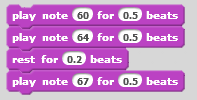 play note 60 for 0.5 beats
play note 64 for 0.5 beats
rest for 0.2 beats
play note 67 for 0.5 beats